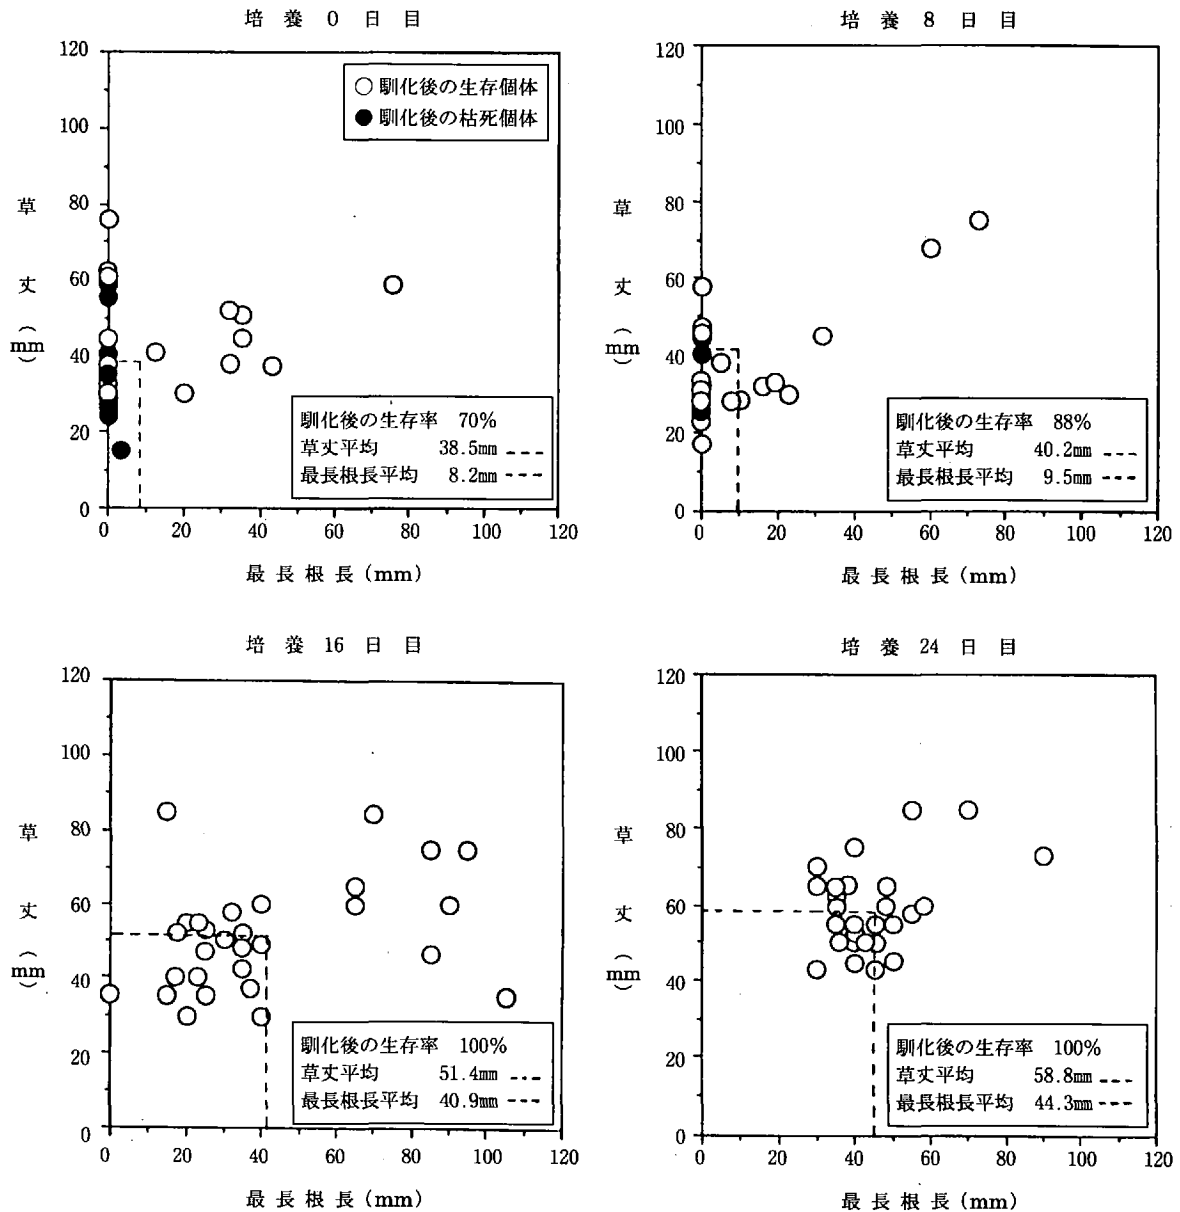 培養 0 日目
120
100
80
60
40
20
0
草丈(mm)
○ 馴化後の生存個体
● 馴化後の枯死個体
馴化後の生存率 70%
草丈平均 38.5mm
最長根長平均 8.2mm
0 20 40 60 80 100 120
最長根長(mm)
培養 8 日目
120
100
80
60
40
20
0
草丈(mm)
馴化後の生存率 88%
草丈平均 40.2mm
最長根長平均 9.5mm
0 20 40 60 80 100 120
最長根長(mm)
培養 16 日目
120
100
80
60
40
20
0
草丈(mm)
馴化後の生存率 100%
草丈平均 51.4mm
最長根長平均 40.9mm
0 20 40 60 80 100 120
最長根長(mm)
培養 24 日目
120
100
80
60
40
20
0
草丈(mm)
馴化後の生存率 100%
草丈平均 58.8mm
最長根長平均 44.3mm
0 20 40 60 80 100 120
最長根長(mm)